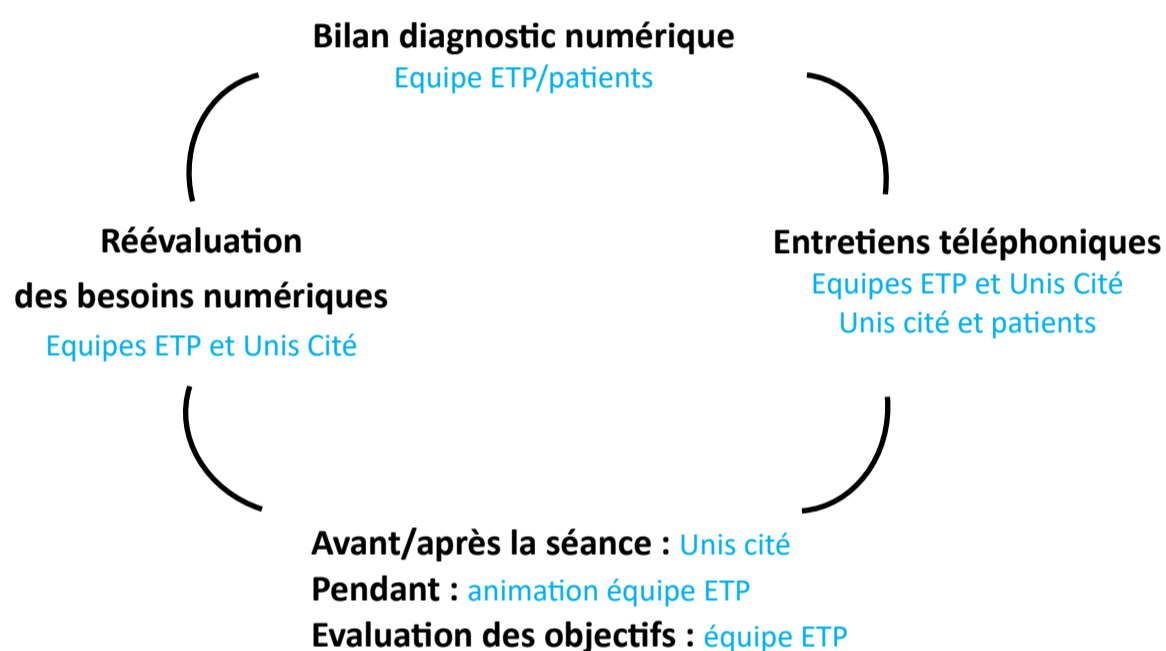 Bilan diagnostic numérique
Equipe ETP/patients
Réévaluation
des besoins numériques
Equipes ETP et Unis Cité
Entretiens téléphoniques
Equipes ETP et Unis Cité
Unis cité et patients
Avant/après la séance : Unis cité
Pendant : animation équipe ETP
Evaluation des objectifs : équipe ETP